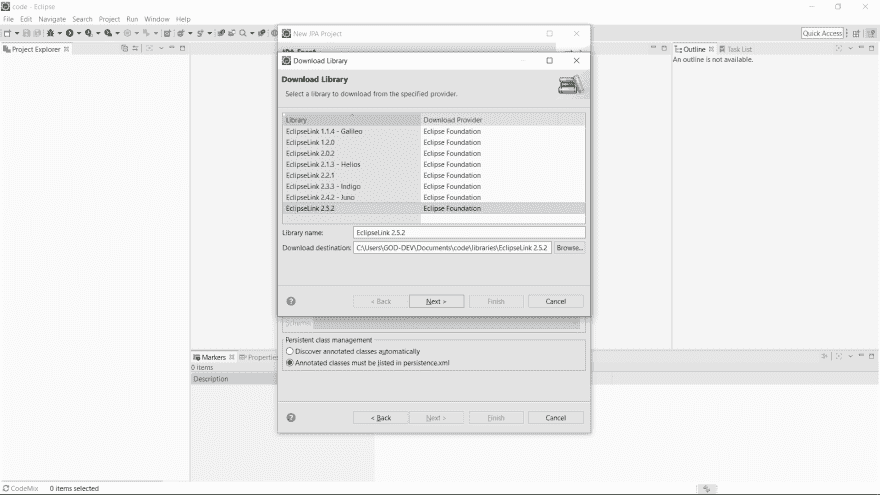 code - Eclipse
File Edit Navigate Search Project Run Window Help
Quick Access
Project Explorer
New JPA Project
JPA Facet
Outline Task List
An outline is not available.
Download Library
Download Library
Select a library to download from the specified provider.
Library Download Provider
EclipseLink 1.1.4 - Galileo Eclipse Foundation
EclipseLink 1.2.0 Eclipse Foundation
EclipseLink 2.0.2 Eclipse Foundation
EclipseLink 2.1.3 - Helios Eclipse Foundation
EclipseLink 2.2.1 Eclipse Foundation
EclipseLink 2.3.3 - Indigo Eclipse Foundation
EclipseLink 2.4.2 - Juno Eclipse Foundation
EclipseLink 2.5.2 Eclipse Foundation
Library name: EclipseLink 2.5.2
Download destination: C:\Users\GOD-DEV\Documents\code\libraries\EclipseLink 2.5.2 Browse...
? < Back Next > Finish Cancel
Schema:
Persistent class management
Discover annotated classes automatically
Annotated classes must be listed in persistence.xml
Markers Properties
0 items
Description
? < Back Next > Finish Cancel
CodeMix 0 items selected